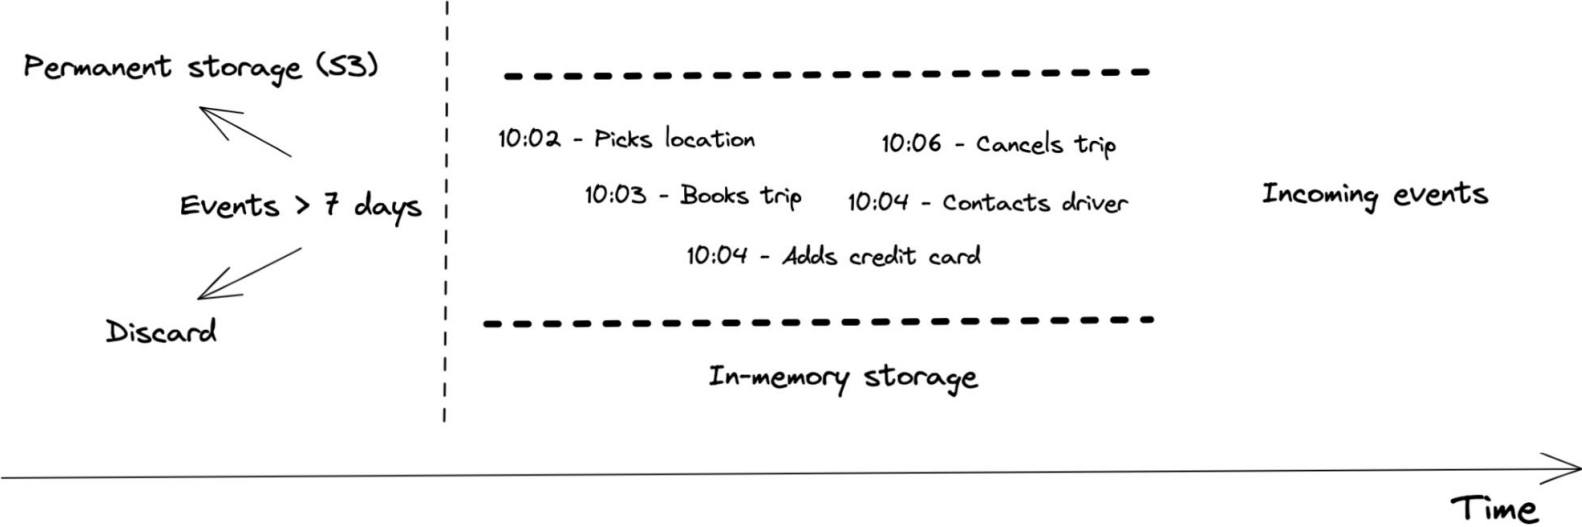 Permanent storage (S3)
Events > 7 days
Discard
10:02 - Picks location
10:03 - Books trip
10:04 - Adds credit card
10:04 - Contacts driver
10:06 - Cancels trip
In-memory storage
Incoming events
Time